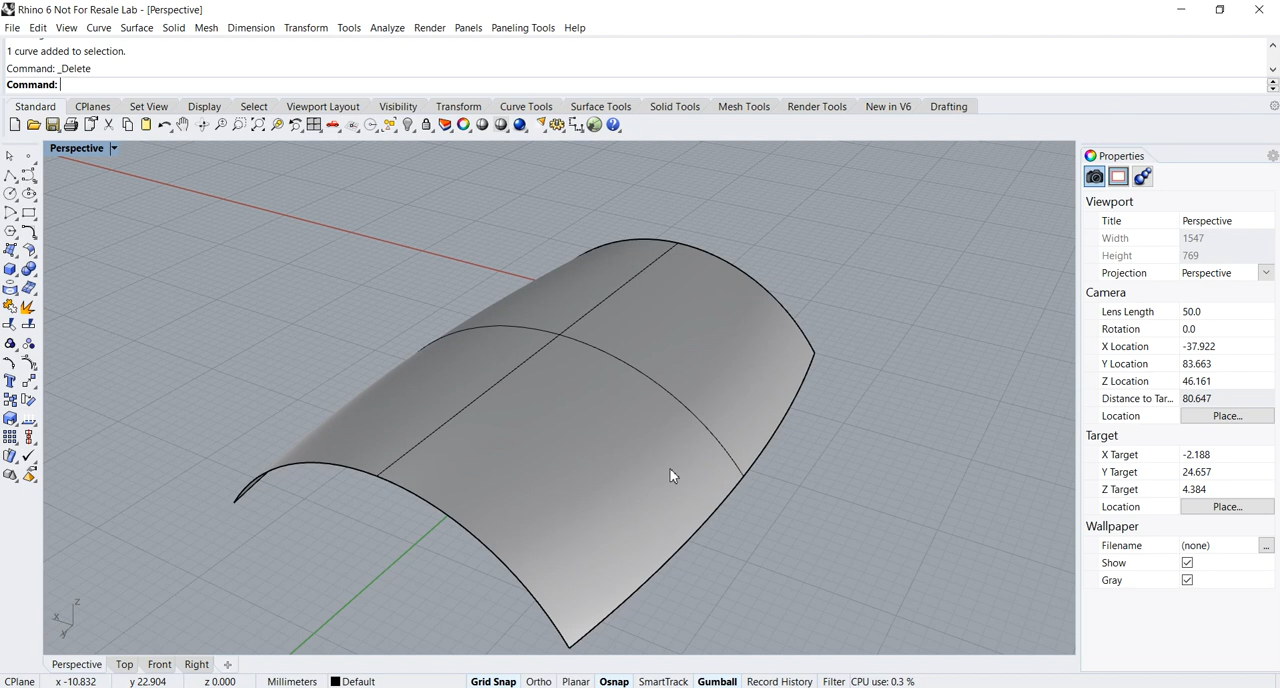 Rhino 6 Not For Resale Lab - [Perspective]
File Edit View Curve Surface Solid Mesh Dimension Transform Tools Analyze Render Panels Paneling Tools Help
1 curve added to selection.
Command: _Delete
Command:
Standard CPlanes Set View Display Select Viewport Layout Visibility Transform Curve Tools Surface Tools Solid Tools Mesh Tools Render Tools New in V6 Drafting
Perspective
Properties
Viewport
Title Perspective
Width 1547
Height 769
Projection Perspective
Camera
Lens Length 50.0
Rotation 0.0
X Location -37.922
Y Location 83.663
Z Location 46.161
Distance to Tar... 80.647
Location Place...
Target
X Target -2.188
Y Target 24.657
Z Target 4.384
Location Place...
Wallpaper
Filename (none) ...
Show
Gray
z
x
y
Perspective Top Front Right
CPlane x -10.832 y 22.904 z 0.000 Millimeters Default Grid Snap Ortho Planar Osnap SmartTrack Gumball Record History Filter CPU use: 0.3 %